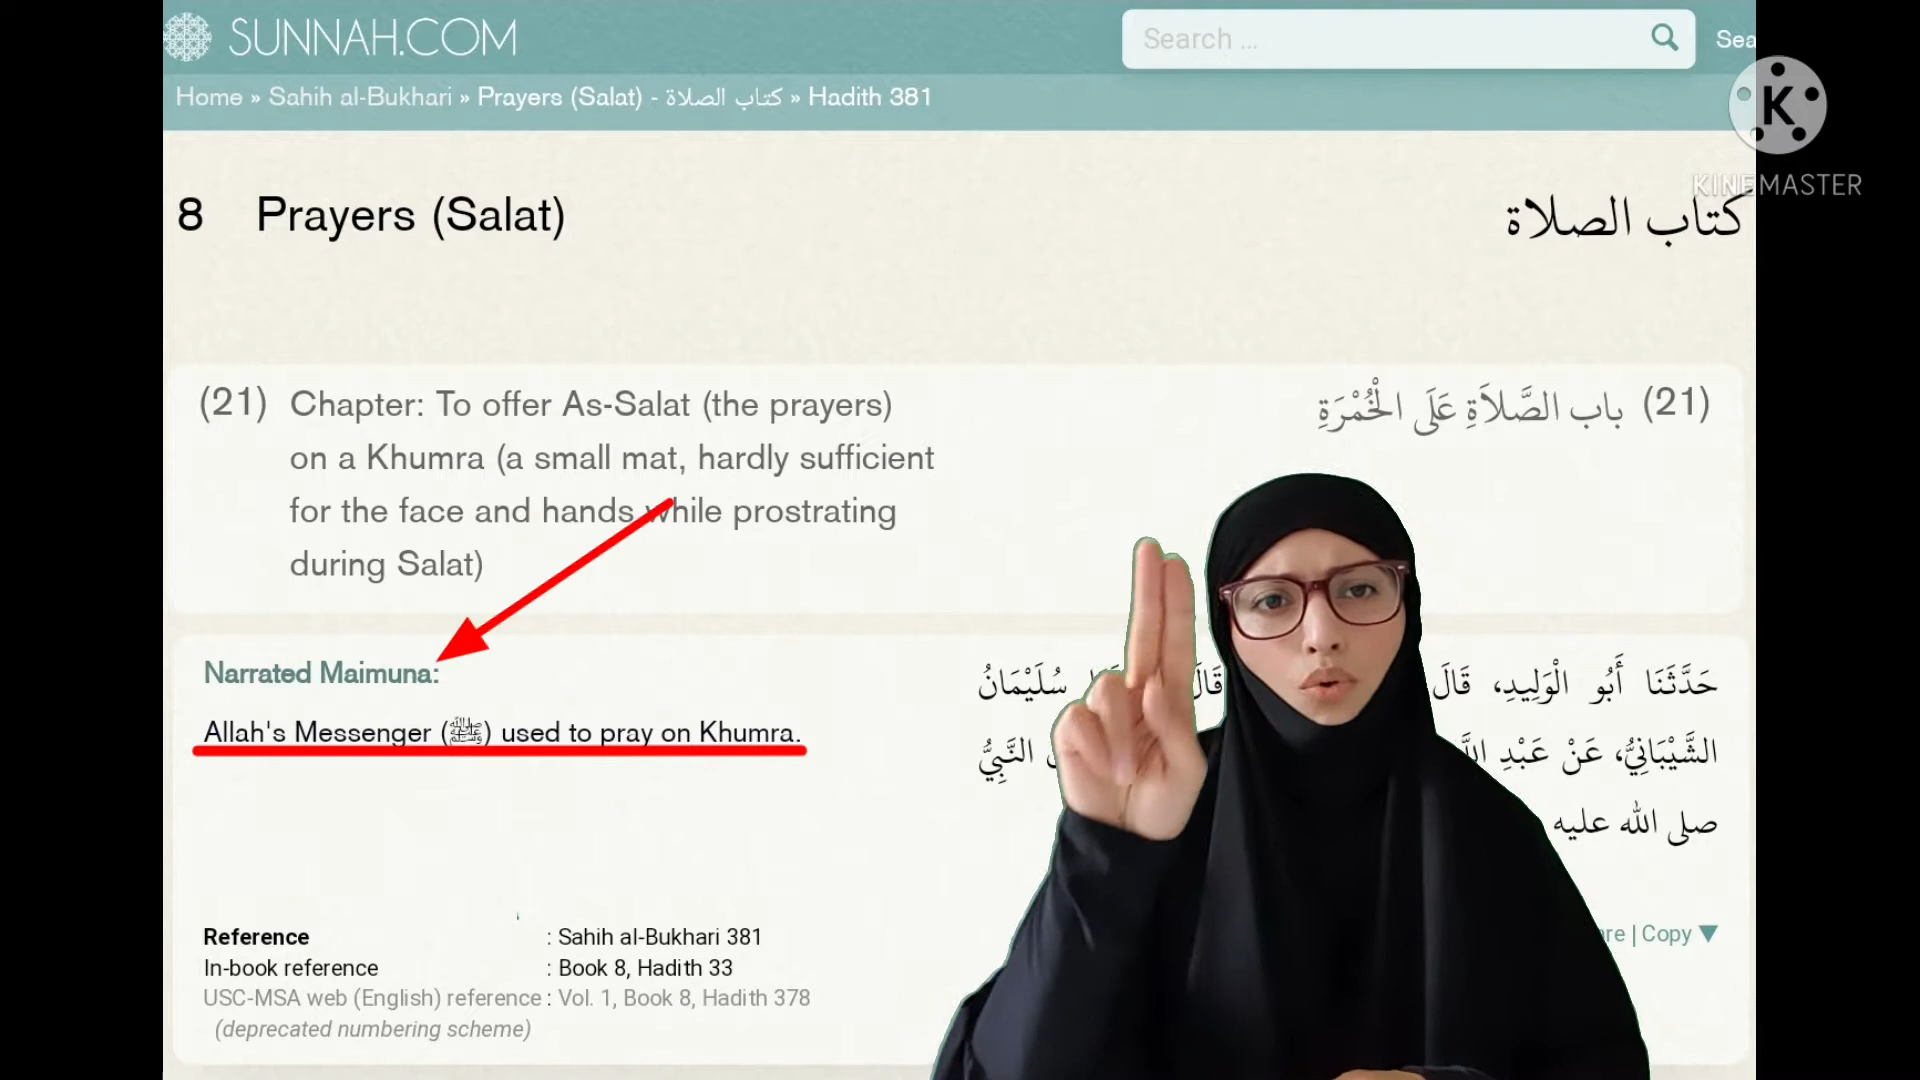 SUNNAH.COM
Search ...
Home » Sahih al-Bukhari » Prayers (Salat) - كتاب الصلاة » Hadith 381
K
KINEMASTER
8 Prayers (Salat)
كتاب الصلاة
(21) Chapter: To offer As-Salat (the prayers)
on a Khumra (a small mat, hardly sufficient
for the face and hands while prostrating
during Salat)
(21) باب الصَّلاَةِ عَلَى الْخُمْرَةِ
Narrated Maimuna:
Allah's Messenger (ﷺ) used to pray on Khumra.
حَدَّثَنَا أَبُو الْوَلِيدِ، قَالَ قَالَ سُلَيْمَانُ
الشَّيْبَانِيُّ، عَنْ عَبْدِ النَّبِيُّ
صلى الله عليه
Reference : Sahih al-Bukhari 381
In-book reference : Book 8, Hadith 33
USC-MSA web (English) reference : Vol. 1, Book 8, Hadith 378
(deprecated numbering scheme)
| Copy ▼